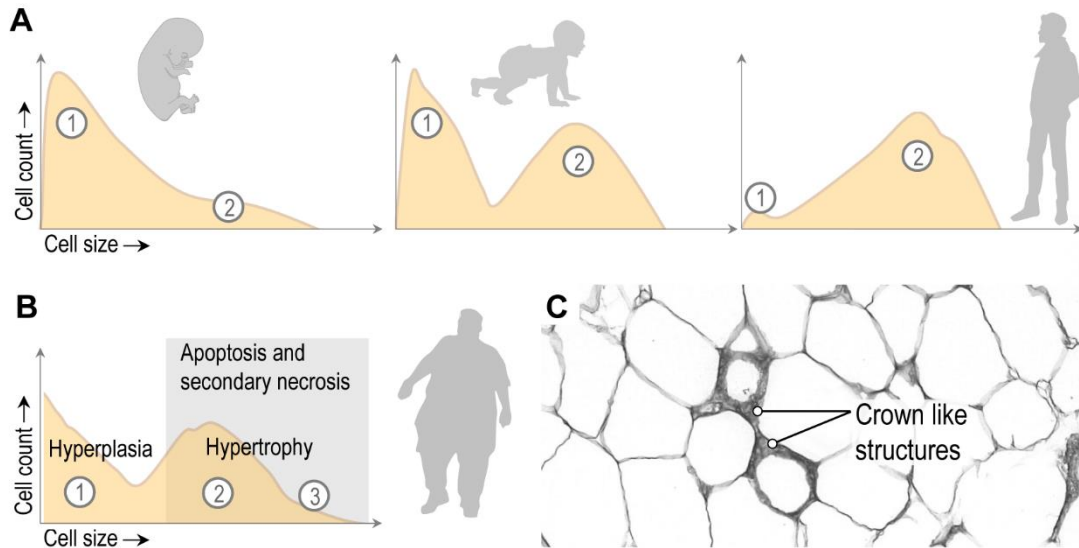 A
Cell count →
1
2
Cell size →
1
2
1
2
B
Cell count →
Apoptosis and
secondary necrosis
Hyperplasia
Hypertrophy
1
2
3
Cell size →
C
Crown like
structures